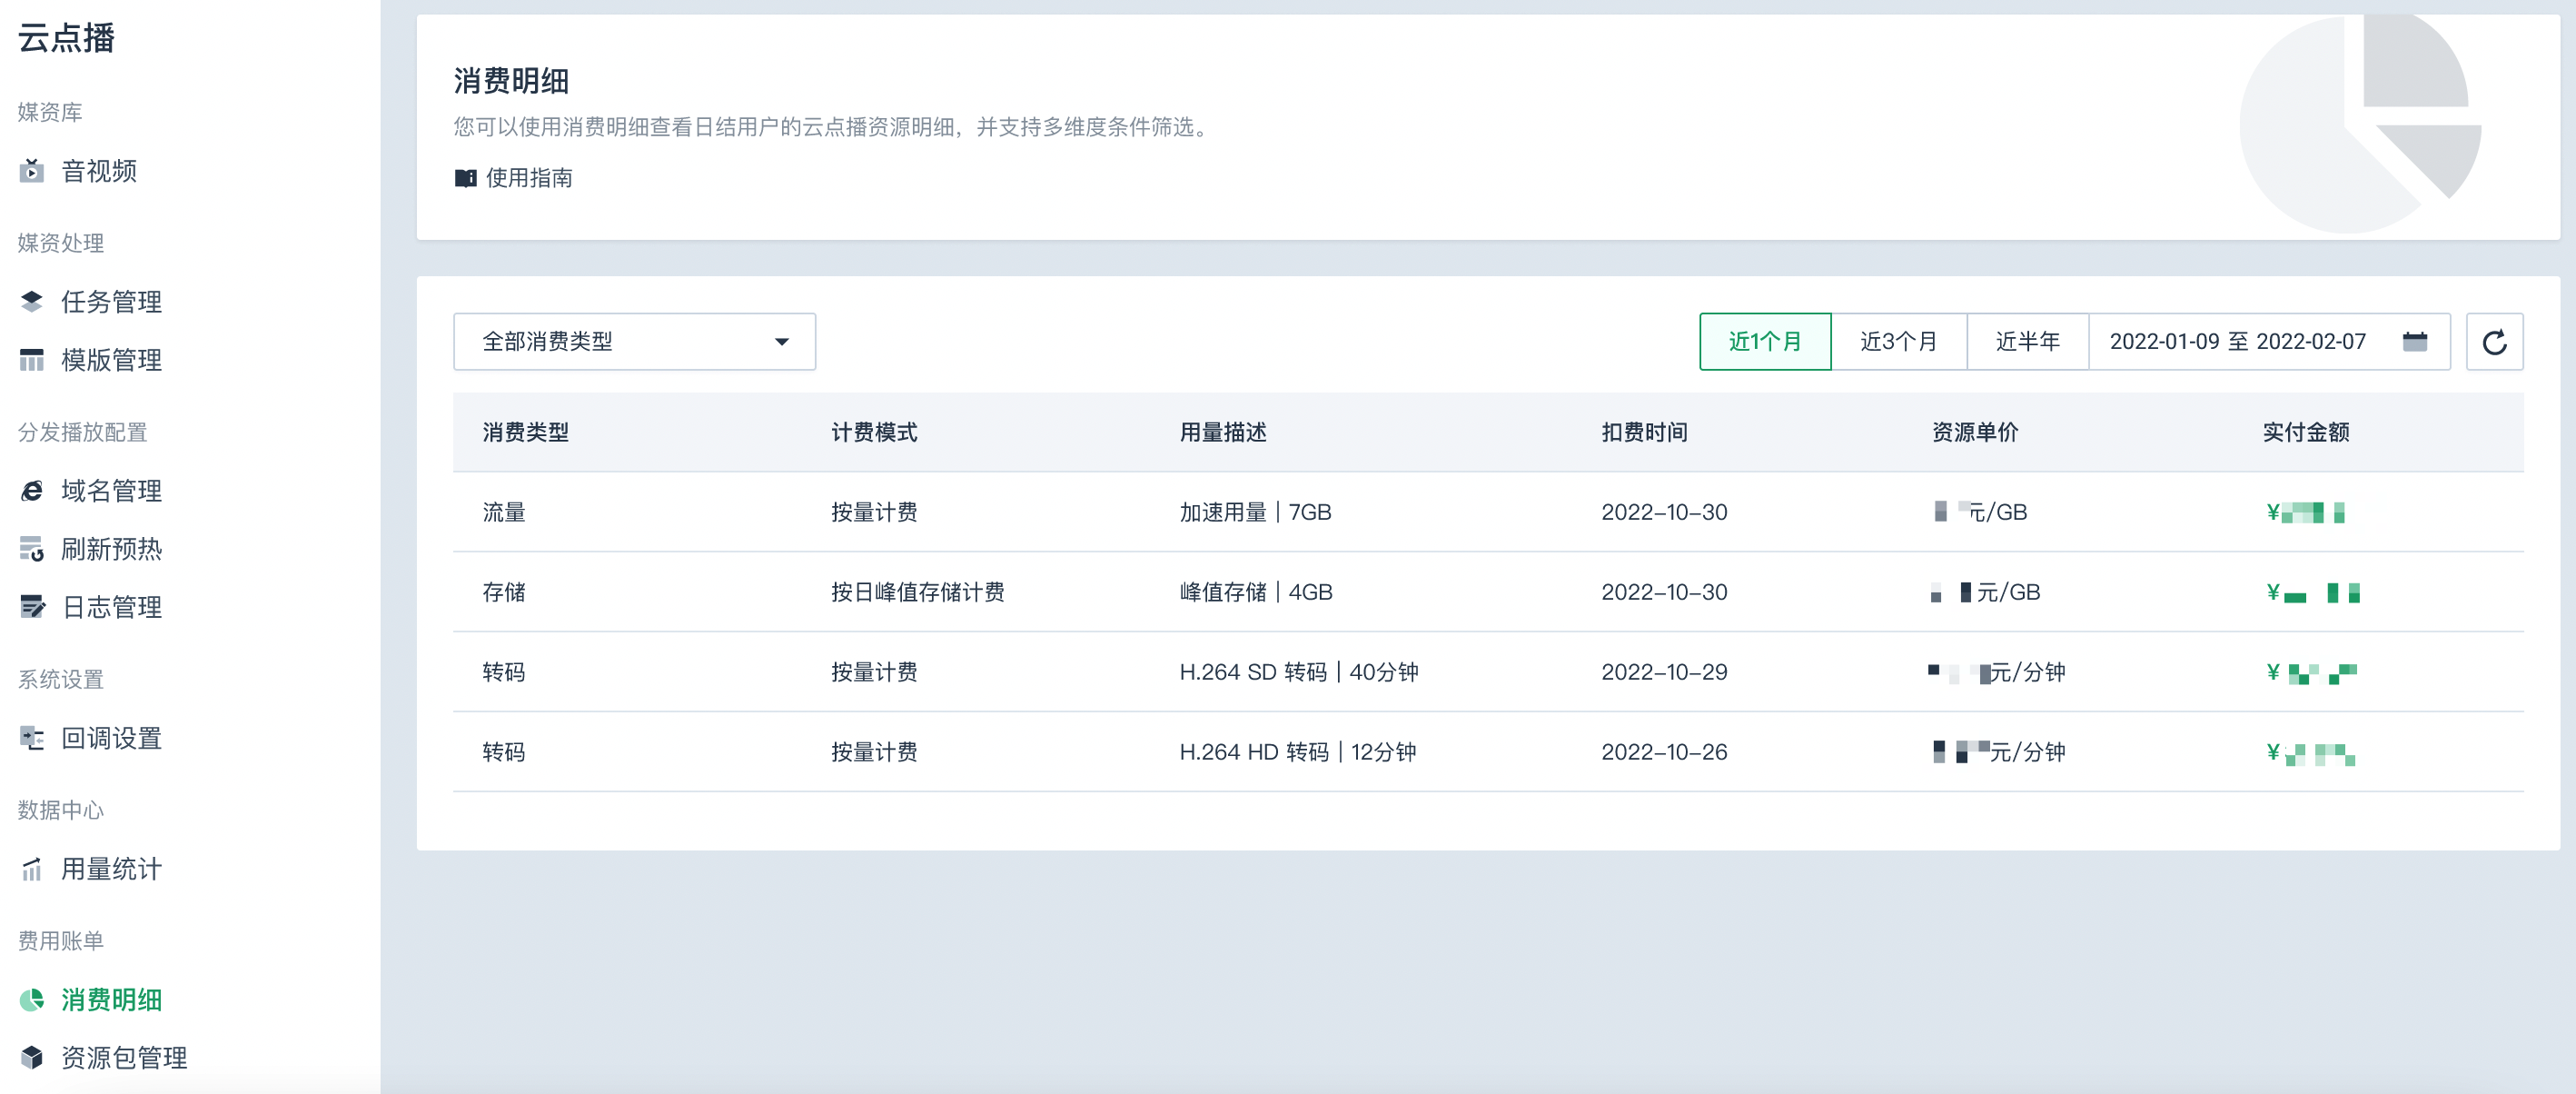 云点播
媒资库
音视频
媒资处理
任务管理
模版管理
分发播放配置
域名管理
刷新预热
日志管理
系统设置
回调设置
数据中心
用量统计
费用账单
消费明细
资源包管理
消费明细
您可以使用消费明细查看日结用户的云点播资源明细，并支持多维度条件筛选。
使用指南
全部消费类型 近1个月 近3个月 近半年 2022-01-09 至 2022-02-07
消费类型 计费模式 用量描述 扣费时间 资源单价 实付金额
流量 按量计费 加速用量 | 7GB 2022-10-30 元/GB ¥
存储 按日峰值存储计费 峰值存储 | 4GB 2022-10-30 元/GB ¥
转码 按量计费 H.264 SD 转码 | 40分钟 2022-10-29 元/分钟 ¥
转码 按量计费 H.264 HD 转码 | 12分钟 2022-10-26 元/分钟 ¥